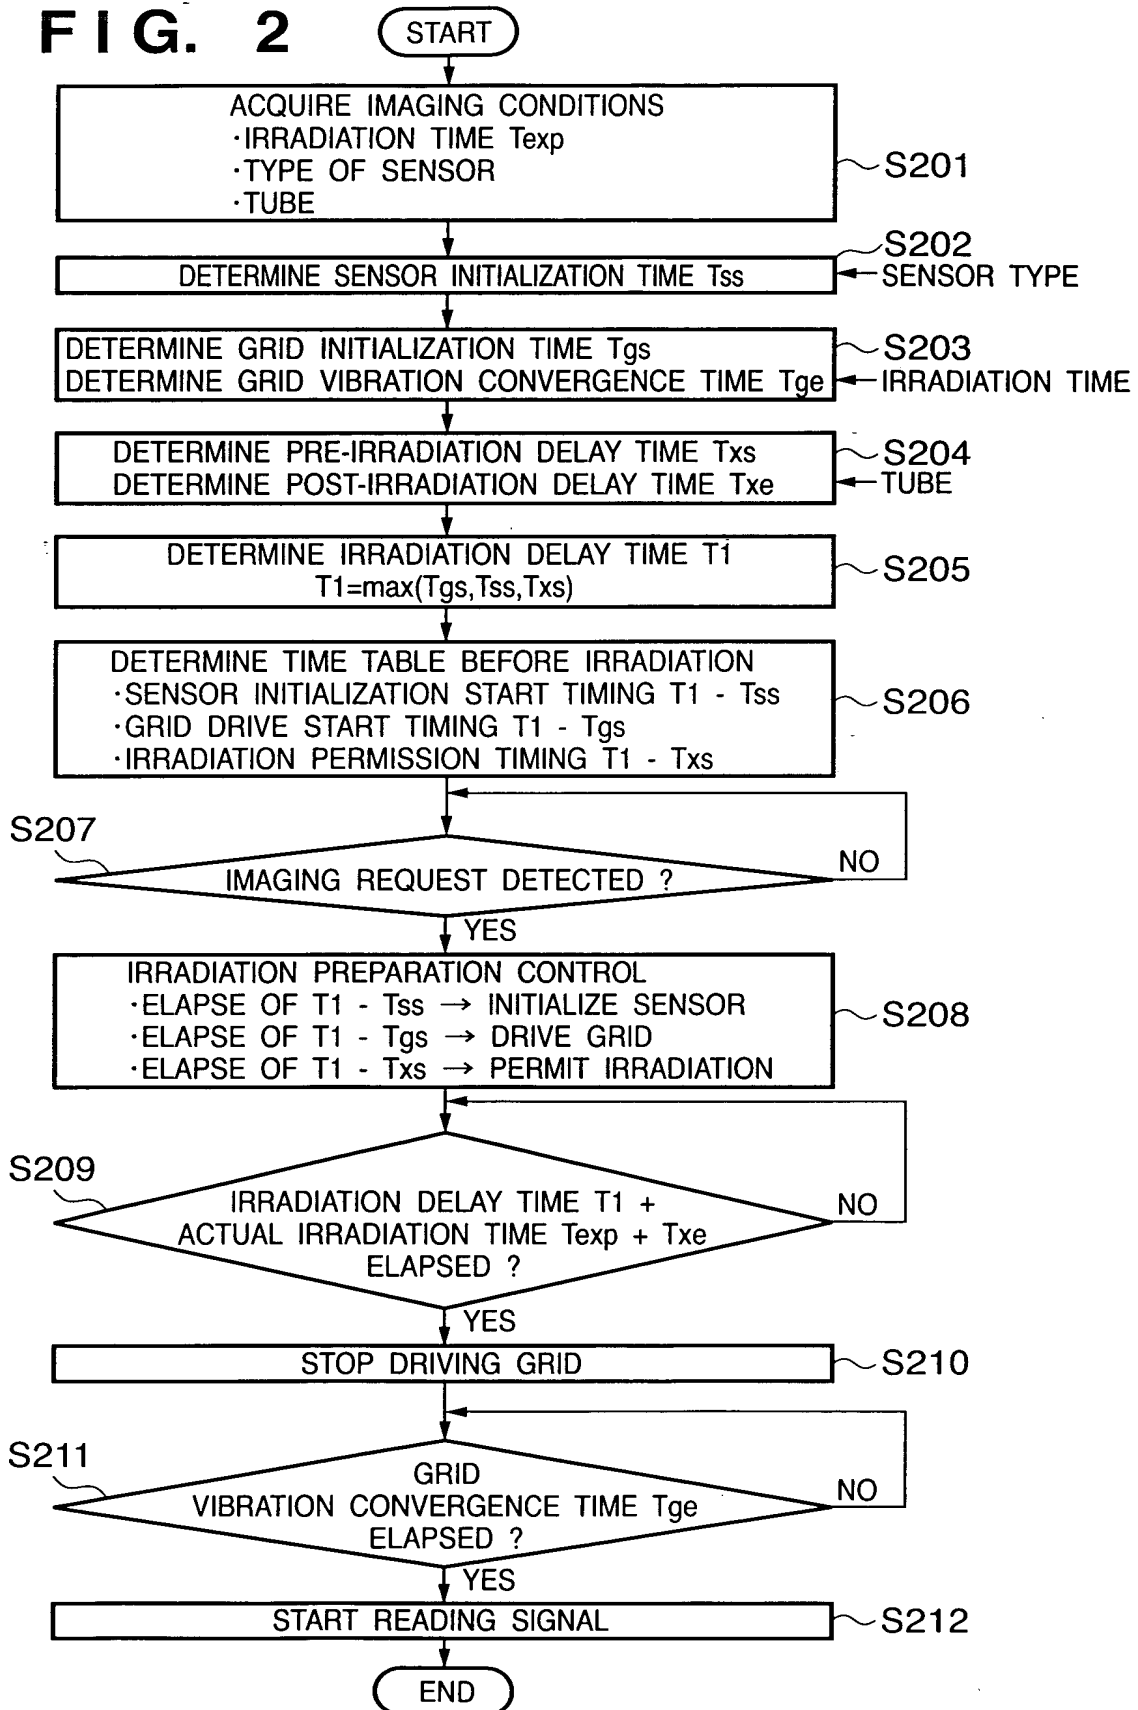 FIG. 2
START
ACQUIRE IMAGING CONDITIONS
·IRRADIATION TIME Texp
·TYPE OF SENSOR
·TUBE
S201
S202
DETERMINE SENSOR INITIALIZATION TIME Tss
SENSOR TYPE
DETERMINE GRID INITIALIZATION TIME Tgs
S203
DETERMINE GRID VIBRATION CONVERGENCE TIME Tge
IRRADIATION TIME
DETERMINE PRE-IRRADIATION DELAY TIME Txs
S204
DETERMINE POST-IRRADIATION DELAY TIME Txe
TUBE
DETERMINE IRRADIATION DELAY TIME T1
T1=max(Tgs,Tss,Txs)
S205
DETERMINE TIME TABLE BEFORE IRRADIATION
·SENSOR INITIALIZATION START TIMING T1 - Tss
·GRID DRIVE START TIMING T1 - Tgs
·IRRADIATION PERMISSION TIMING T1 - Txs
S206
S207
IMAGING REQUEST DETECTED ?
NO
YES
IRRADIATION PREPARATION CONTROL
·ELAPSE OF T1 - Tss → INITIALIZE SENSOR
·ELAPSE OF T1 - Tgs → DRIVE GRID
·ELAPSE OF T1 - Txs → PERMIT IRRADIATION
S208
S209
IRRADIATION DELAY TIME T1 +
ACTUAL IRRADIATION TIME Texp + Txe
ELAPSED ?
NO
YES
STOP DRIVING GRID
S210
S211
GRID
VIBRATION CONVERGENCE TIME Tge
ELAPSED ?
NO
YES
START READING SIGNAL
S212
END